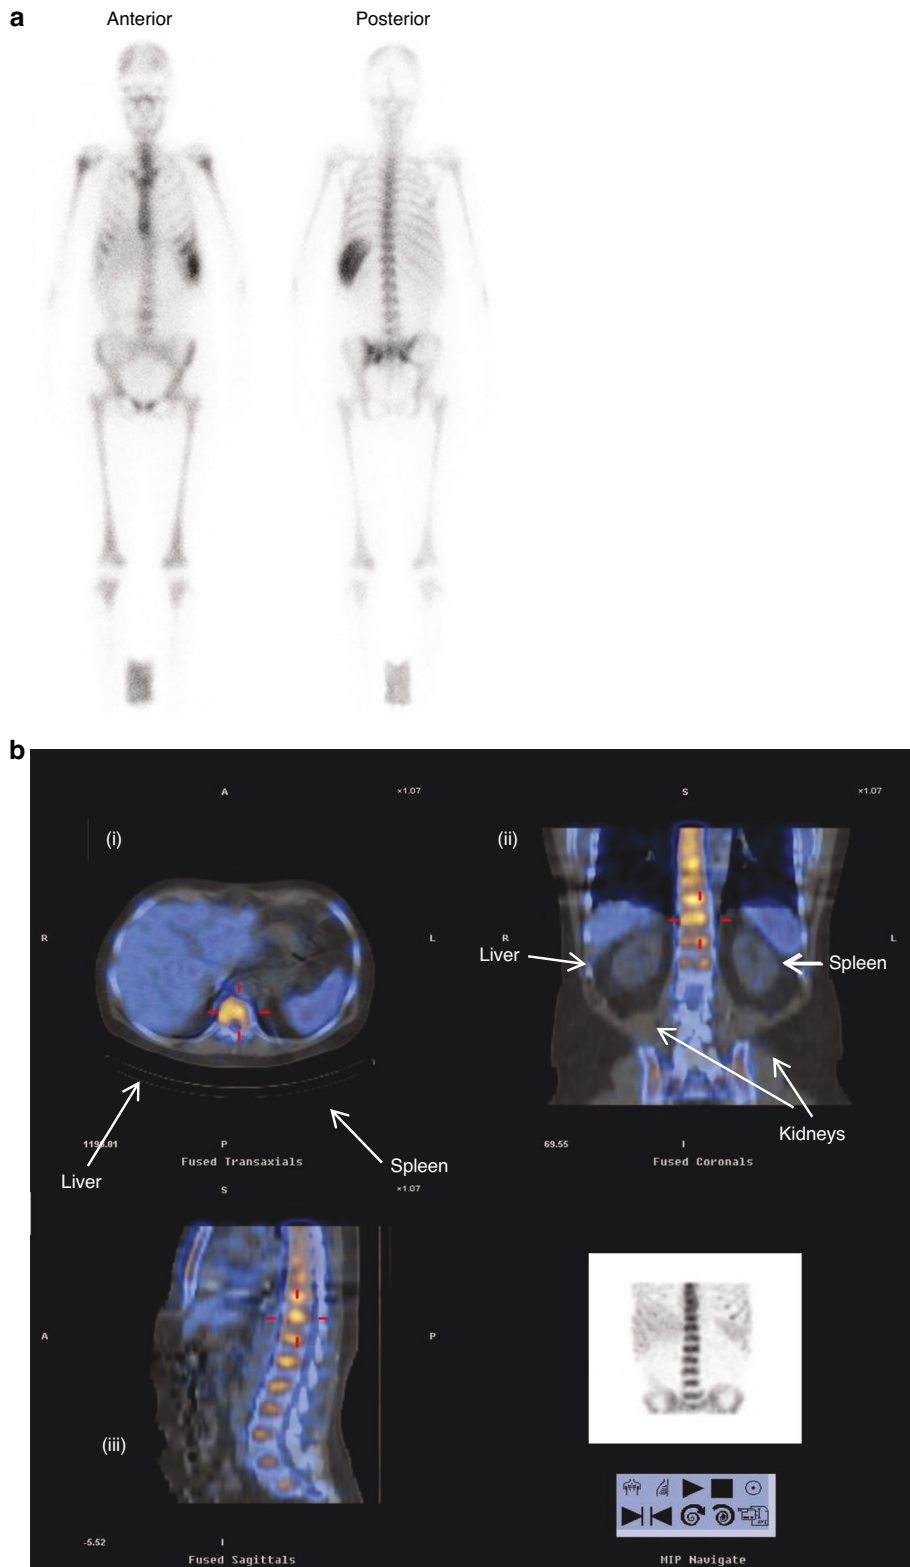 a
Anterior Posterior
b
A ×1.07
(i)
R L
1198.01 P
Fused Transaxials
Liver
Spleen
S ×1.07
(ii)
R L
Liver
Spleen
Kidneys
69.55 I
Fused Coronals
S ×1.07
A P
(iii)
-5.52 I
Fused Sagittals
MIP Navigate